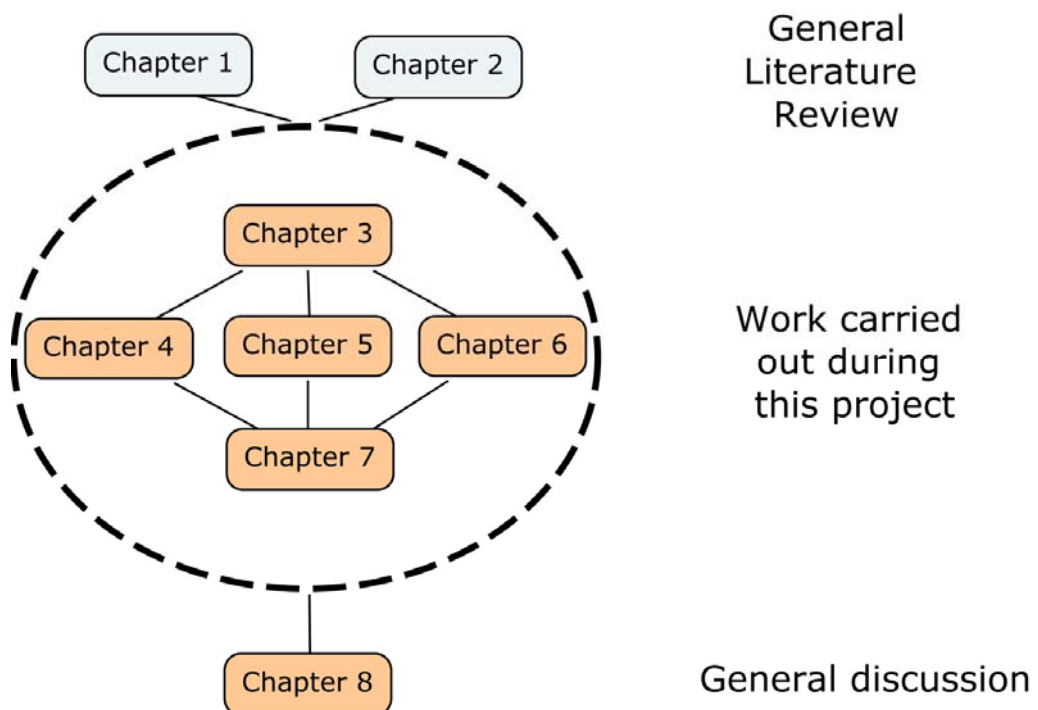 Chapter 1
Chapter 2
General
Literature
Review
Chapter 3
Chapter 4
Chapter 5
Chapter 6
Chapter 7
Work carried
out during
this project
Chapter 8
General discussion